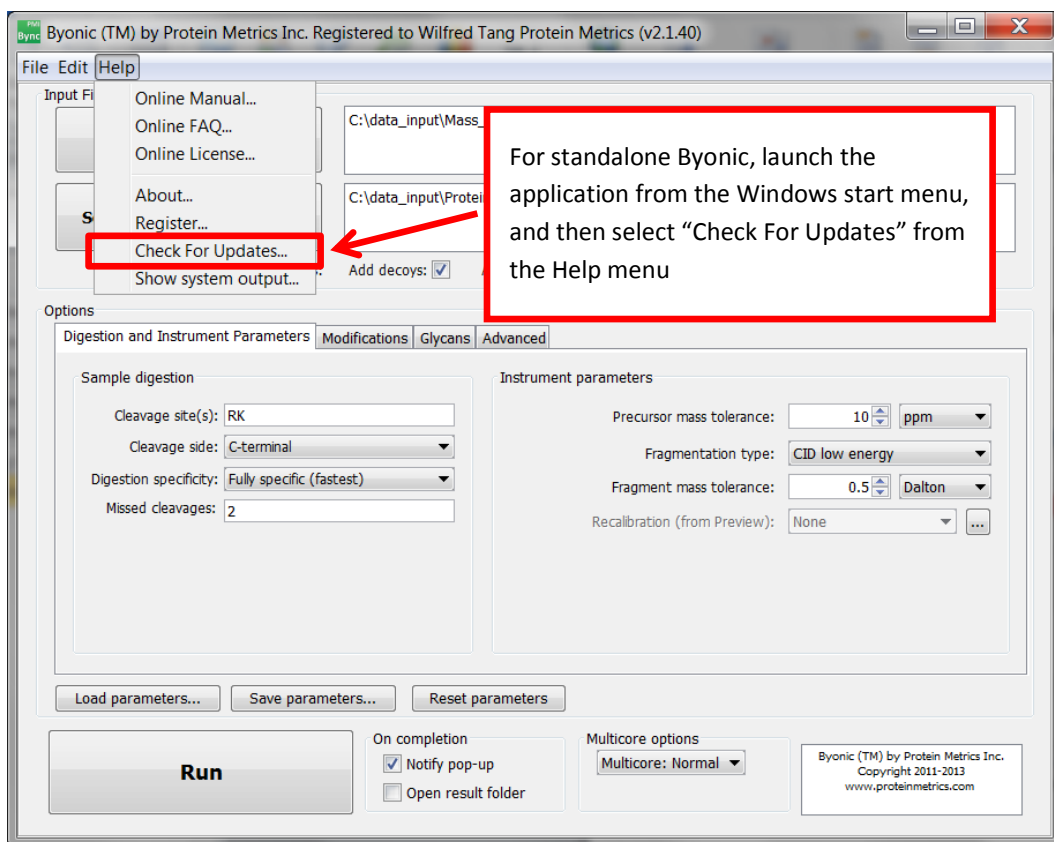 PMI
Bync
Byonic (TM) by Protein Metrics Inc. Registered to Wilfred Tang Protein Metrics (v2.1.40)
File Edit Help
Input Fi
Online Manual...
Online FAQ...
Online License...
About...
Register...
Check For Updates...
Show system output...
C:\data_input\Mass_
C:\data_input\Protei
S
Add decoys:
For standalone Byonic, launch the
application from the Windows start menu,
and then select “Check For Updates” from
the Help menu
Options
Digestion and Instrument Parameters Modifications Glycans Advanced
Sample digestion
Cleavage site(s): RK
Cleavage side: C-terminal
Digestion specificity: Fully specific (fastest)
Missed cleavages: 2
Instrument parameters
Precursor mass tolerance: 10 ppm
Fragmentation type: CID low energy
Fragment mass tolerance: 0.5 Dalton
Recalibration (from Preview): None ...
Load parameters... Save parameters... Reset parameters
Run
On completion
Notify pop-up
Open result folder
Multicore options
Multicore: Normal
Byonic (TM) by Protein Metrics Inc.
Copyright 2011-2013
www.proteinmetrics.com